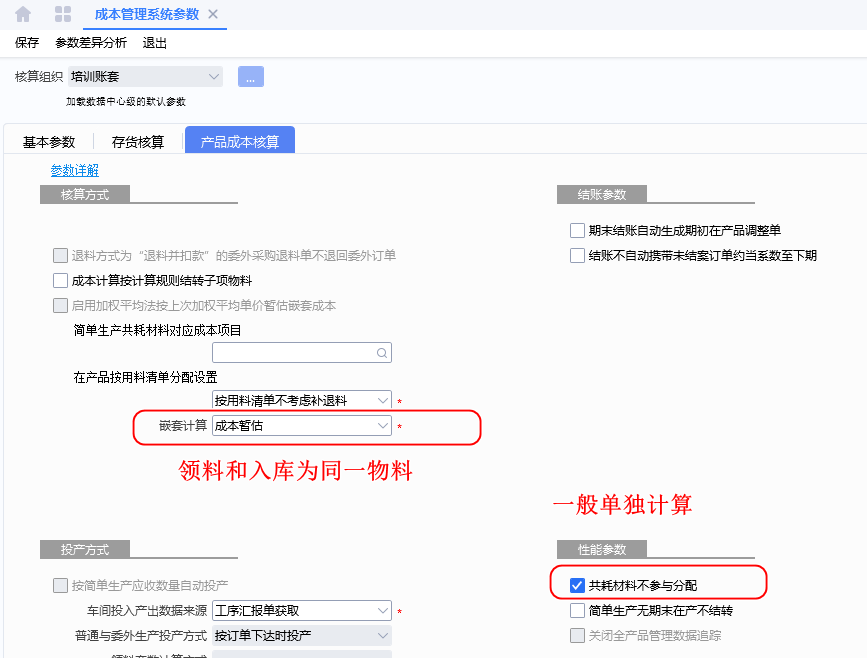 成本管理系统参数
保存 参数差异分析 退出
核算组织 培训账套 ...
加载数据中心级的默认参数
基本参数 存货核算 产品成本核算
参数详解
核算方式
退料方式为“退料并扣款”的委外采购退料单不退回委外订单
成本计算按计算规则结转子项物料
启用加权平均法按上次加权平均单价暂估嵌套成本
简单生产共耗材料对应成本项目
在产品按用料清单分配设置
按用料清单不考虑补退料 *
嵌套计算 成本暂估 *
领料和入库为同一物料
投产方式
按简单生产应收数量自动投产
车间投入产出数据来源 工序汇报单获取 *
普通与委外生产投产方式 按订单下达时投产
结账参数
期末结账自动生成期初在产品调整单
结账不自动携带未结案订单约当系数至下期
一般单独计算
性能参数
共耗材料不参与分配
简单生产无期末在产不结转
关闭全产品管理数据追踪